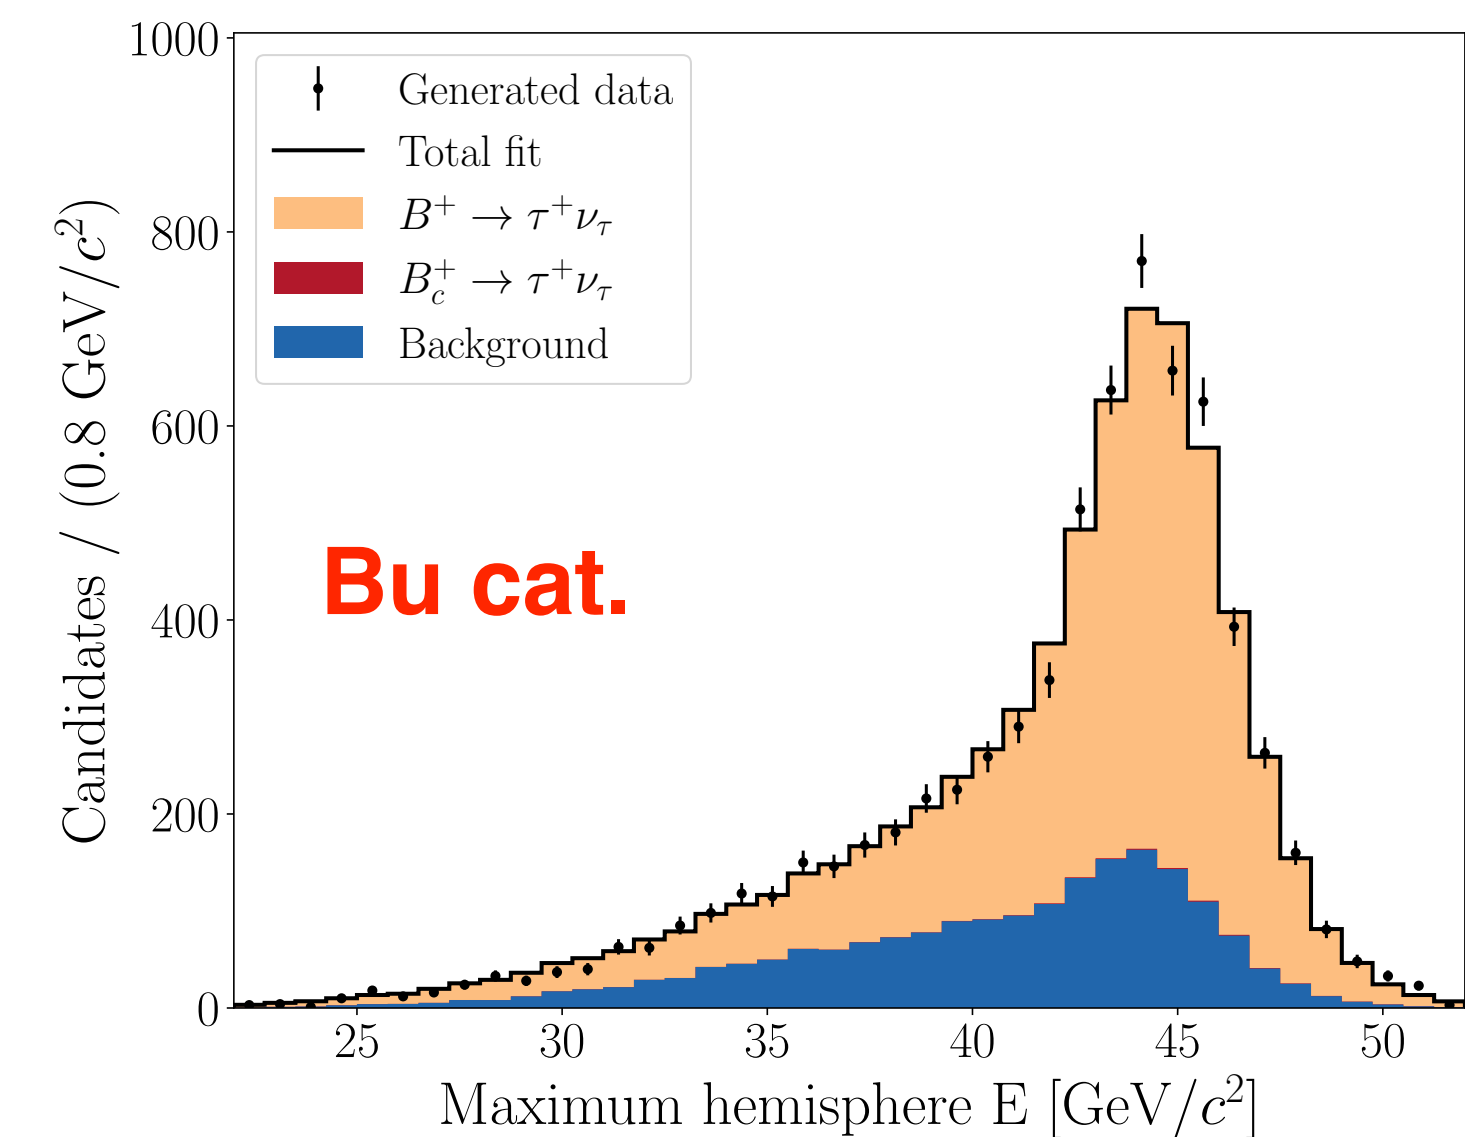 Candidates / (0.8 GeV/c²)
1000
800
600
400
200
0
Generated data
Total fit
B⁺ → τ⁺ν_τ
B_c⁺ → τ⁺ν_τ
Background
Bu cat.
25 30 35 40 45 50
Maximum hemisphere E [GeV/c²]